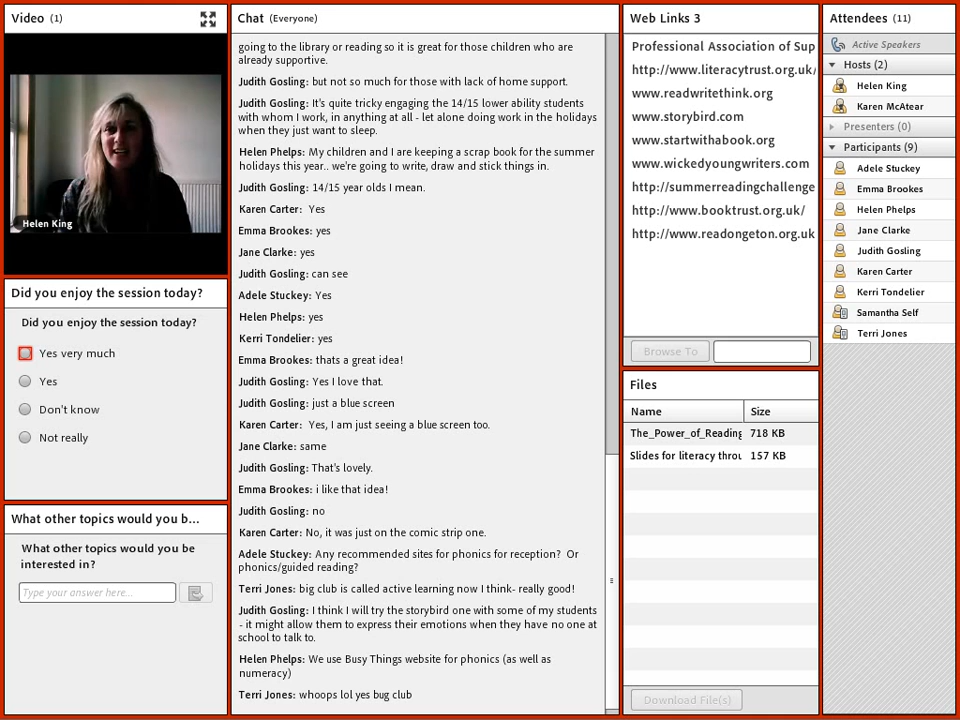 Video (1)
Helen King
Did you enjoy the session today?
Did you enjoy the session today?
Yes very much
Yes
Don't know
Not really
What other topics would you b...
What other topics would you be
interested in?
Type your answer here...
Chat (Everyone)
going to the library or reading so it is great for those children who are
already supportive.
Judith Gosling: but not so much for those with lack of home support.
Judith Gosling: It's quite tricky engaging the 14/15 lower ability students
with whom I work, in anything at all - let alone doing work in the holidays
when they just want to sleep.
Helen Phelps: My children and I are keeping a scrap book for the summer
holidays this year.. we're going to write, draw and stick things in.
Judith Gosling: 14/15 year olds I mean.
Karen Carter: Yes
Emma Brookes: yes
Jane Clarke: yes
Judith Gosling: can see
Adele Stuckey: Yes
Helen Phelps: yes
Kerri Tondelier: yes
Emma Brookes: thats a great idea!
Judith Gosling: Yes I love that.
Judith Gosling: just a blue screen
Karen Carter: Yes, I am just seeing a blue screen too.
Jane Clarke: same
Judith Gosling: That's lovely.
Emma Brookes: i like that idea!
Judith Gosling: no
Karen Carter: No, it was just on the comic strip one.
Adele Stuckey: Any recommended sites for phonics for reception? Or
phonics/guided reading?
Terri Jones: big club is called active learning now I think- really good!
Judith Gosling: I think I will try the storybird one with some of my students
- it might allow them to express their emotions when they have no one at
school to talk to.
Helen Phelps: We use Busy Things website for phonics (as well as
numeracy)
Terri Jones: whoops lol yes bug club
Web Links 3
Professional Association of Sup
http://www.literacytrust.org.uk/
www.readwritethink.org
www.storybird.com
www.startwithabook.org
www.wickedyoungwriters.com
http://summerreadingchallenge
http://www.booktrust.org.uk/
http://www.readongeton.org.uk
Browse To
Files
Name Size
The_Power_of_Reading 718 KB
Slides for literacy throu 157 KB
Download File(s)
Attendees (11)
Active Speakers
Hosts (2)
Helen King
Karen McAtear
Presenters (0)
Participants (9)
Adele Stuckey
Emma Brookes
Helen Phelps
Jane Clarke
Judith Gosling
Karen Carter
Kerri Tondelier
Samantha Self
Terri Jones